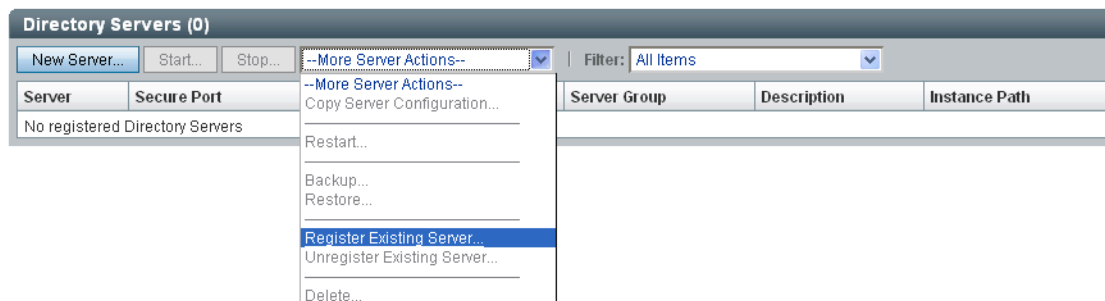 Directory Servers (0)
New Server... Start... Stop... --More Server Actions-- | Filter: All Items
--More Server Actions--
Copy Server Configuration...
Server Secure Port Server Group Description Instance Path
No registered Directory Servers
Restart...
Backup...
Restore...
Register Existing Server...
Unregister Existing Server...
Delete...